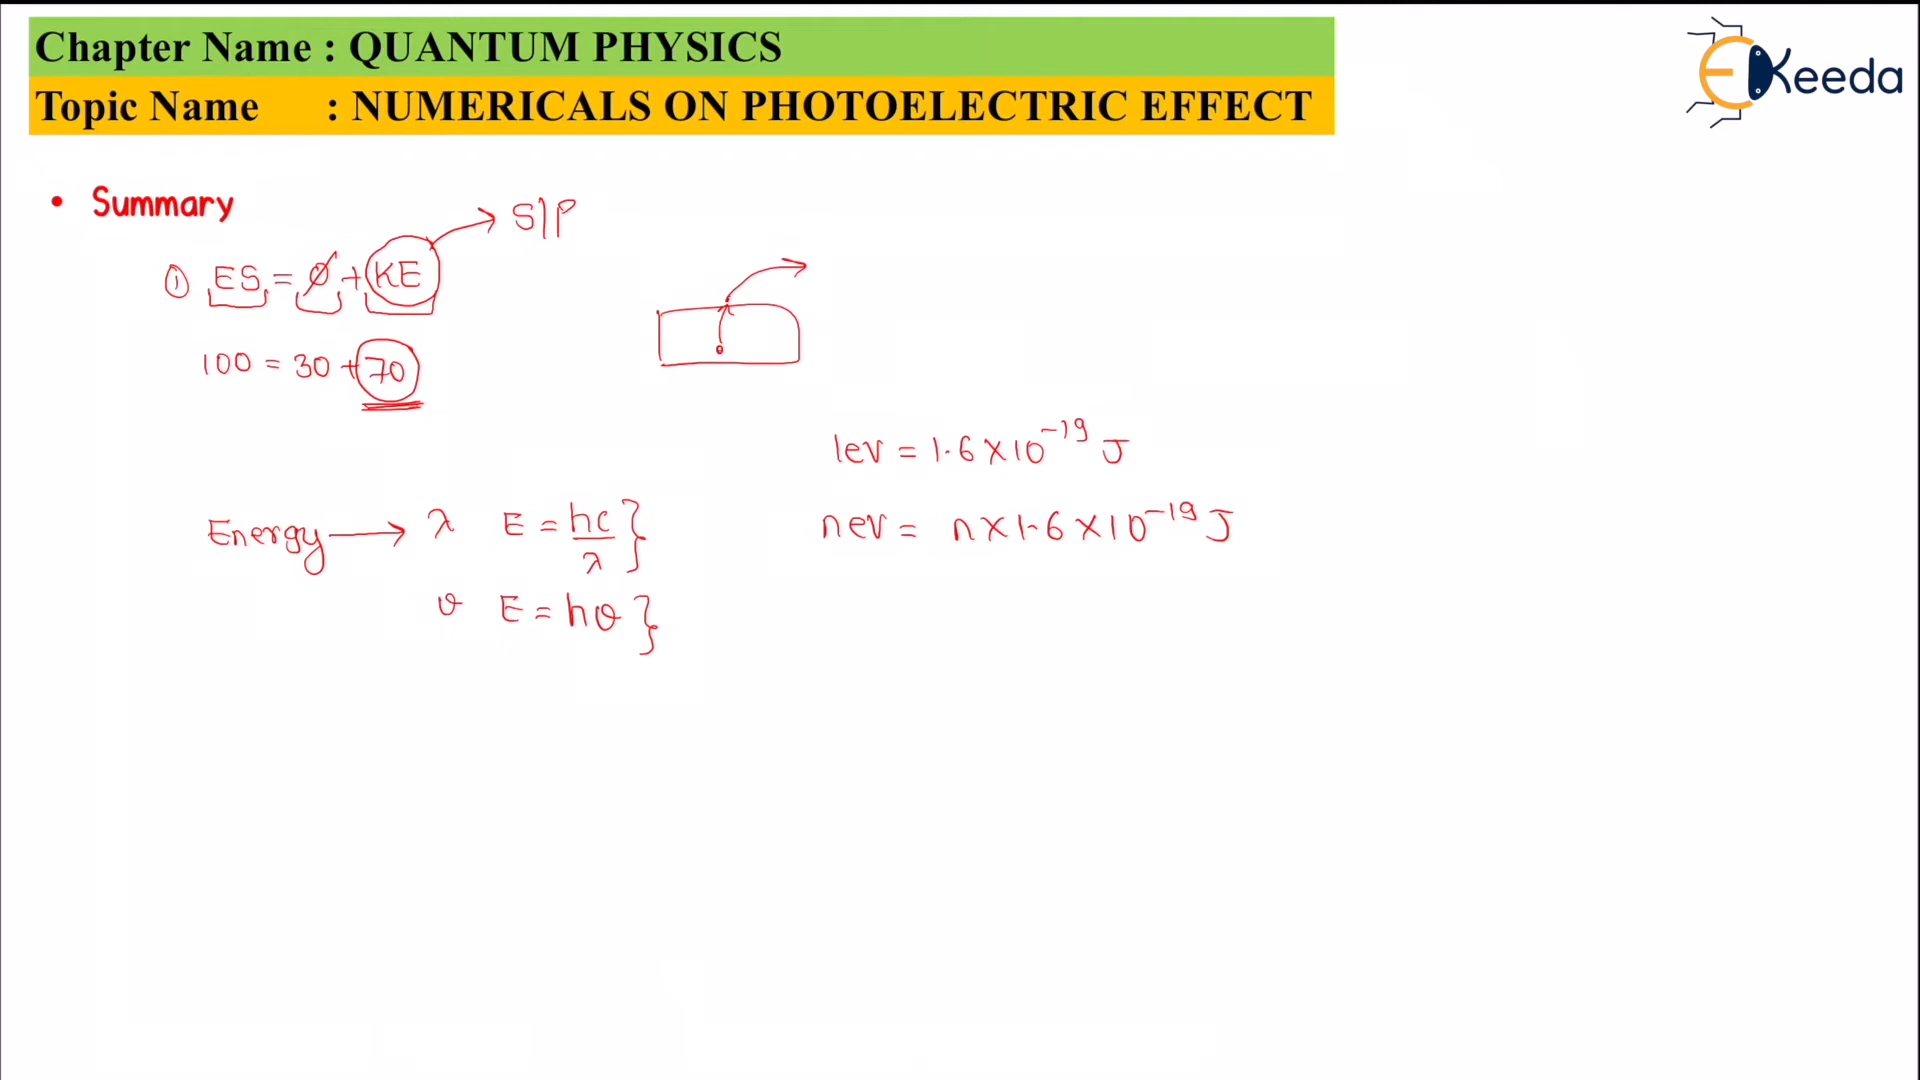 Chapter Name : QUANTUM PHYSICS
Topic Name : NUMERICALS ON PHOTOELECTRIC EFFECT
EKeeda
• Summary
① ES = ϕ + KE → S|P
100 = 30 + 70
1ev = 1.6 × 10⁻¹⁹ J
Energy → λ E = hc/λ }
nev = n × 1.6 × 10⁻¹⁹ J
ϑ E = hϑ }